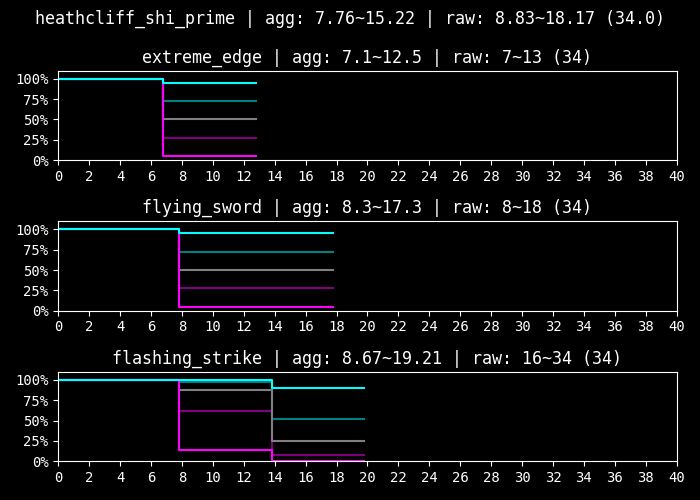 heathcliff_shi_prime | agg: 7.76~15.22 | raw: 8.83~18.17 (34.0)
extreme_edge | agg: 7.1~12.5 | raw: 7~13 (34)
100%
75%
50%
25%
0%
0 2 4 6 8 10 12 14 16 18 20 22 24 26 28 30 32 34 36 38 40
flying_sword | agg: 8.3~17.3 | raw: 8~18 (34)
100%
75%
50%
25%
0%
0 2 4 6 8 10 12 14 16 18 20 22 24 26 28 30 32 34 36 38 40
flashing_strike | agg: 8.67~19.21 | raw: 16~34 (34)
100%
75%
50%
25%
0%
0 2 4 6 8 10 12 14 16 18 20 22 24 26 28 30 32 34 36 38 40